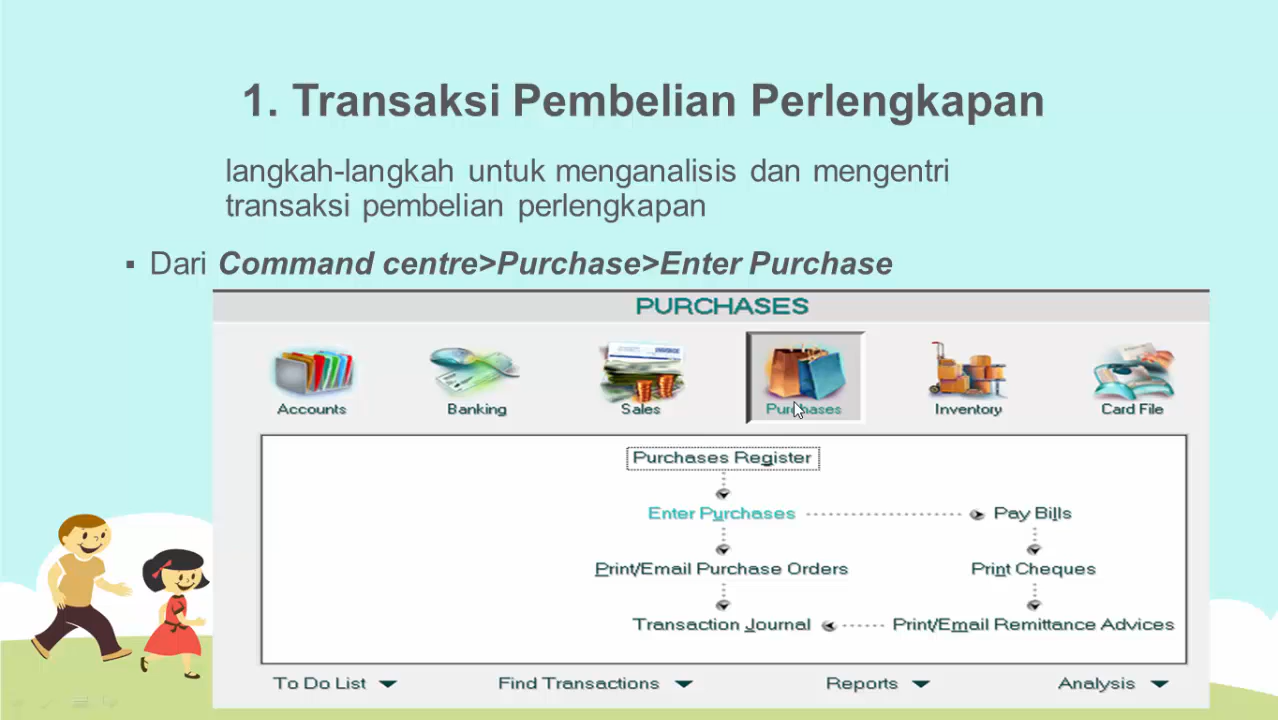 1. Transaksi Pembelian Perlengkapan
langkah-langkah untuk menganalisis dan mengentri
transaksi pembelian perlengkapan
▪ Dari Command centre>Purchase>Enter Purchase
PURCHASES
Accounts Banking Sales Purchases Inventory Card File
Purchases Register
Enter Purchases Pay Bills
Print/Email Purchase Orders Print Cheques
Transaction Journal Print/Email Remittance Advices
To Do List Find Transactions Reports Analysis